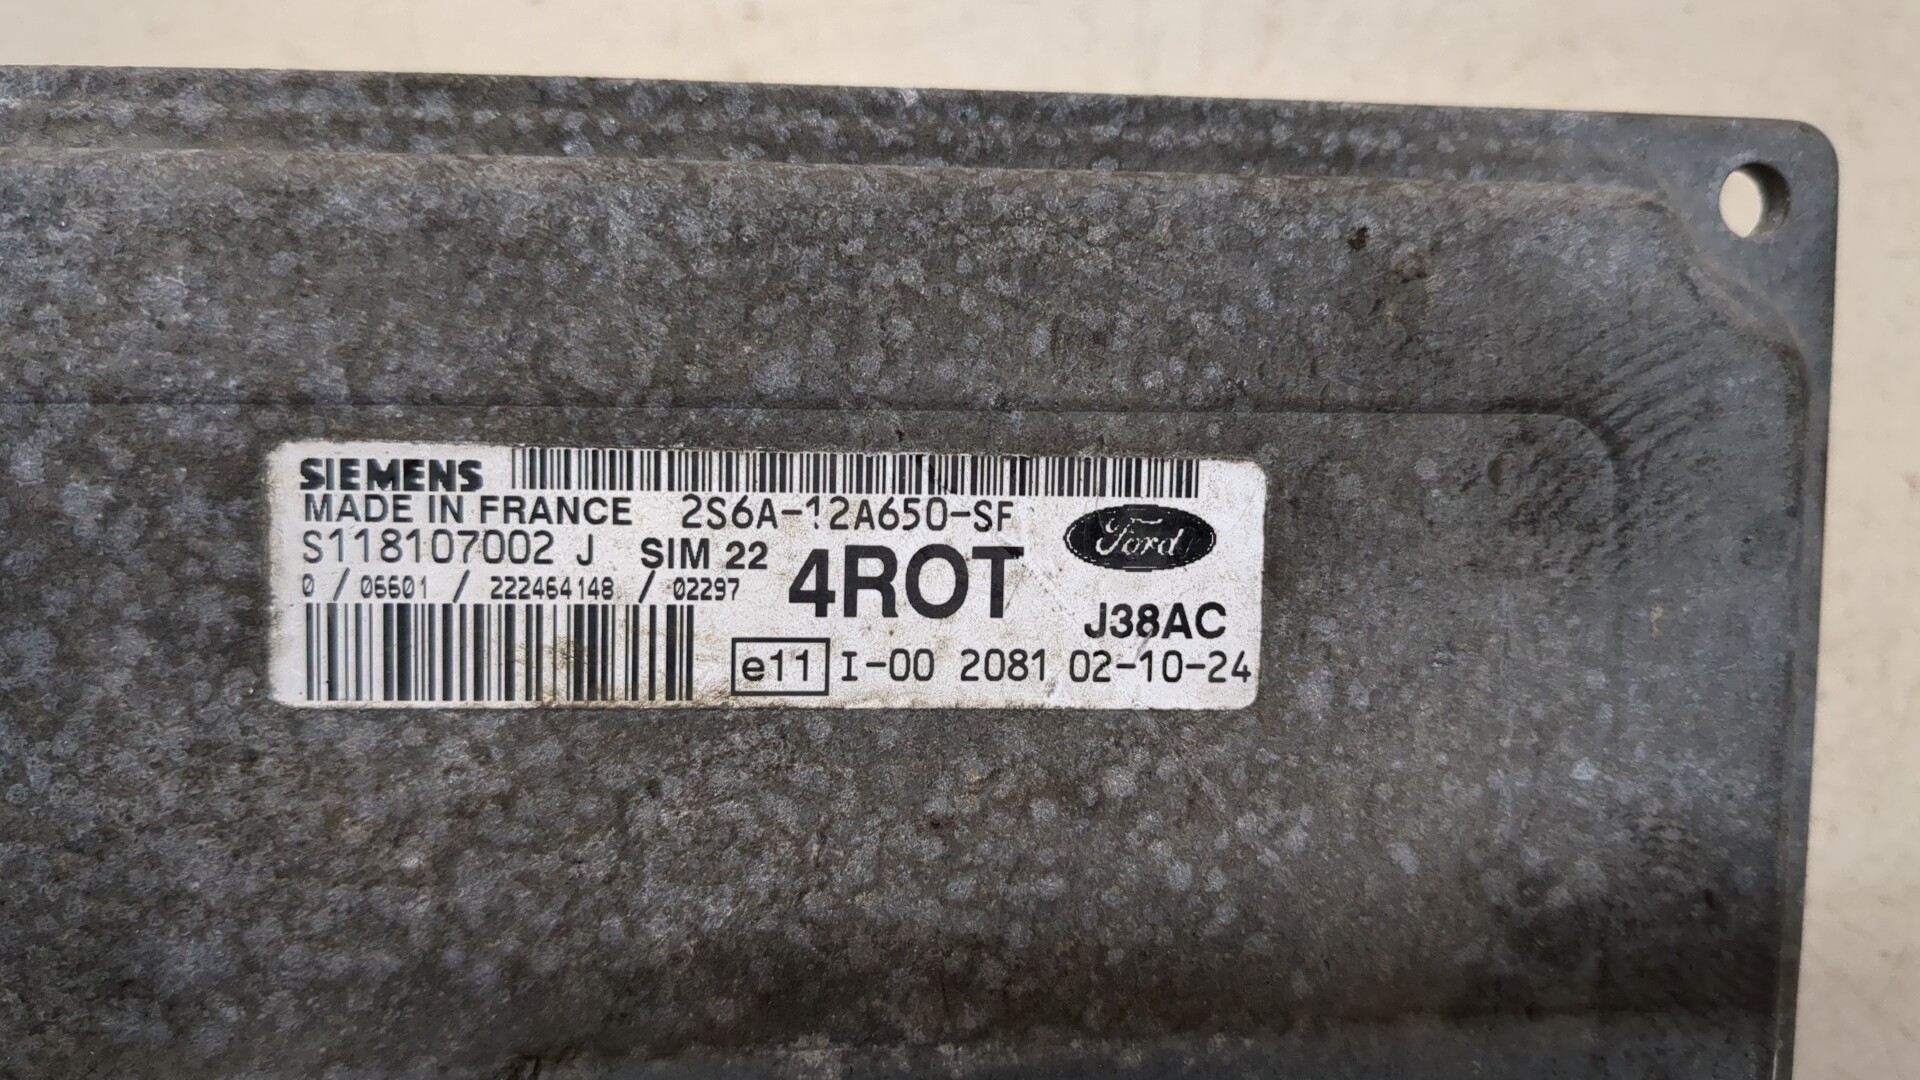 SIEMENS
MADE IN FRANCE 2S6A-12A650-SF
Ford
S118107002 J SIM 22 4ROT
0 / 06601 / 222464148 / 02297
J38AC
e11 I-00 2081 02-10-24